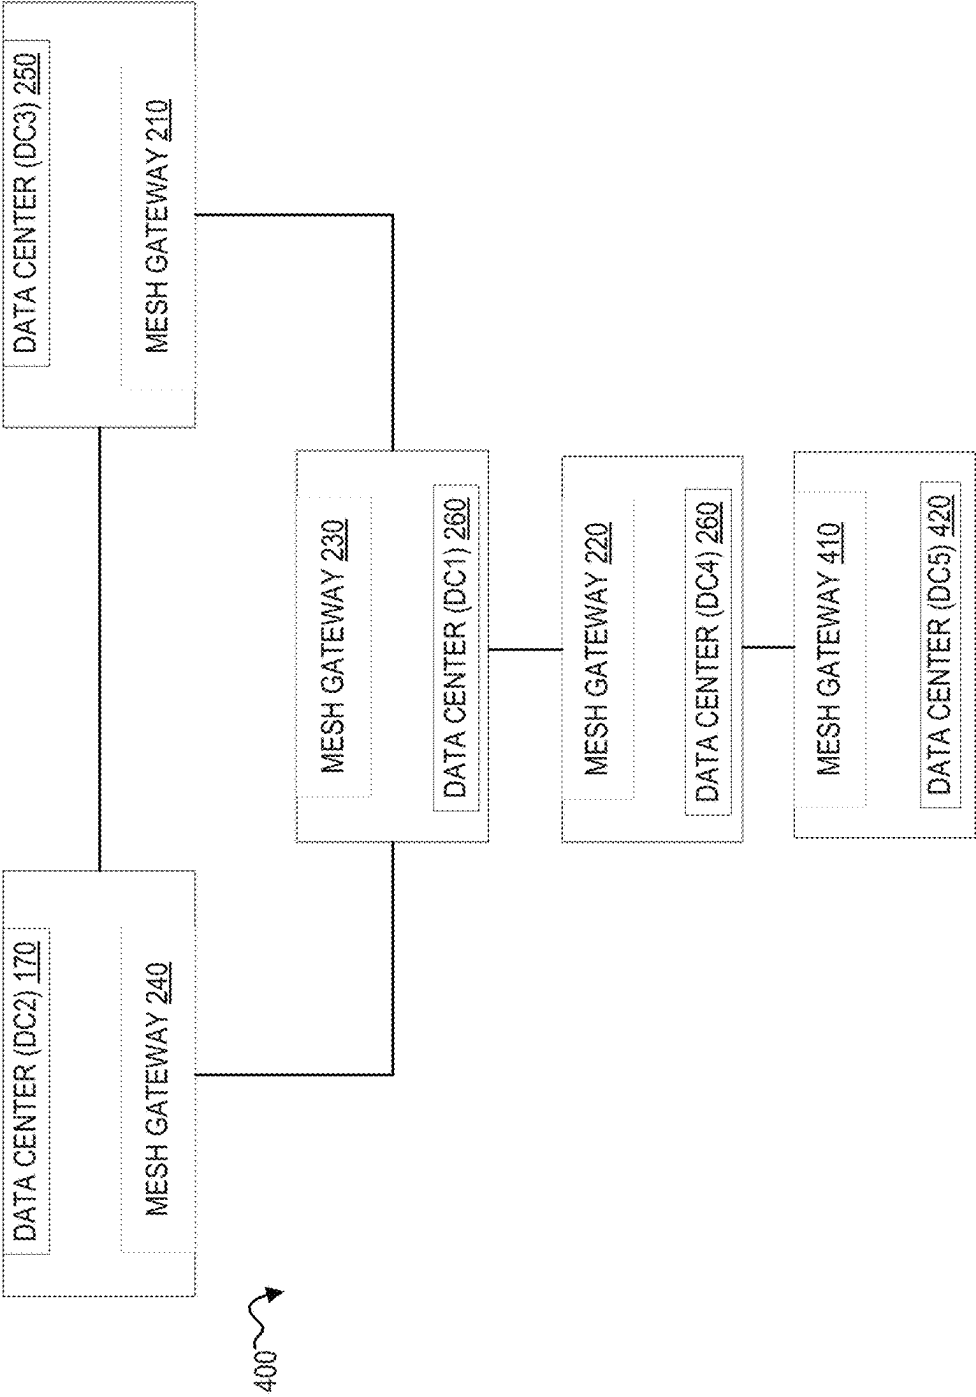 DATA CENTER (DC2) 170
MESH GATEWAY 240
DATA CENTER (DC3) 250
MESH GATEWAY 210
MESH GATEWAY 230
DATA CENTER (DC1) 260
MESH GATEWAY 220
DATA CENTER (DC4) 260
MESH GATEWAY 410
DATA CENTER (DC5) 420
400